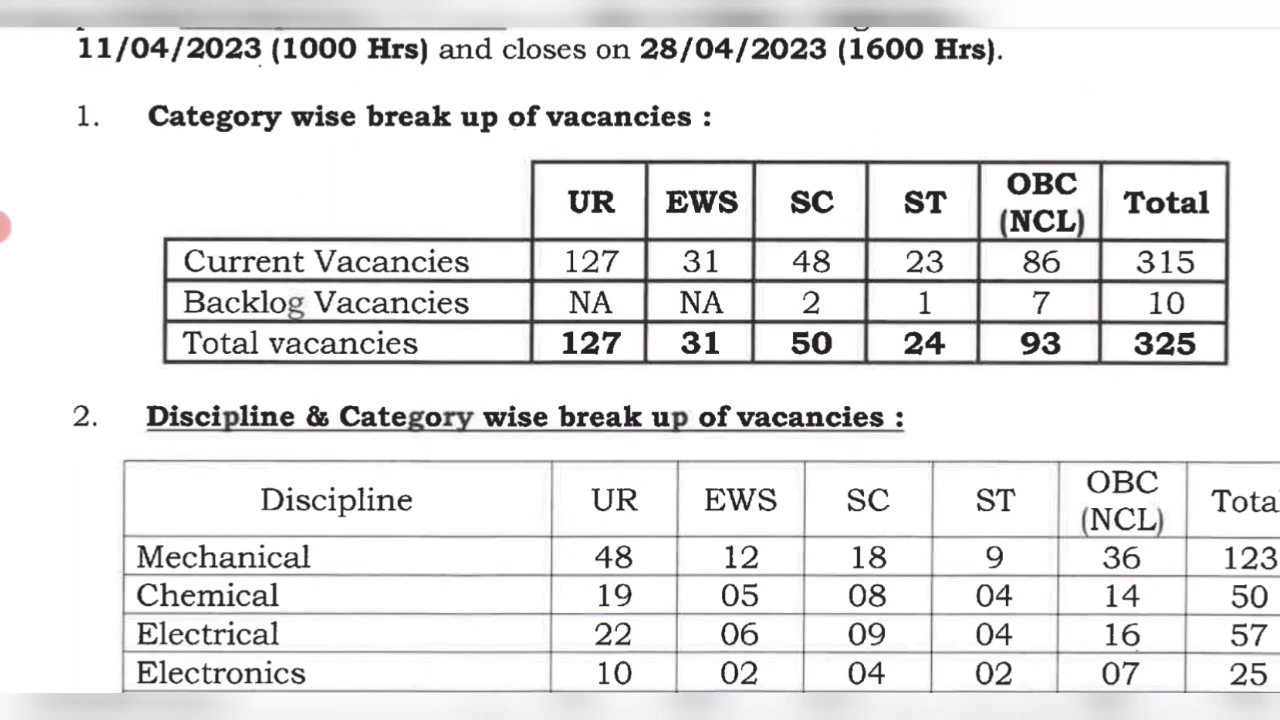 11/04/2023 (1000 Hrs) and closes on 28/04/2023 (1600 Hrs).
1. Category wise break up of vacancies :
UR EWS SC ST OBC (NCL) Total
Current Vacancies 127 31 48 23 86 315
Backlog Vacancies NA NA 2 1 7 10
Total vacancies 127 31 50 24 93 325
2. Discipline & Category wise break up of vacancies :
Discipline UR EWS SC ST OBC (NCL) Tota
Mechanical 48 12 18 9 36 123
Chemical 19 05 08 04 14 50
Electrical 22 06 09 04 16 57
Electronics 10 02 04 02 07 25